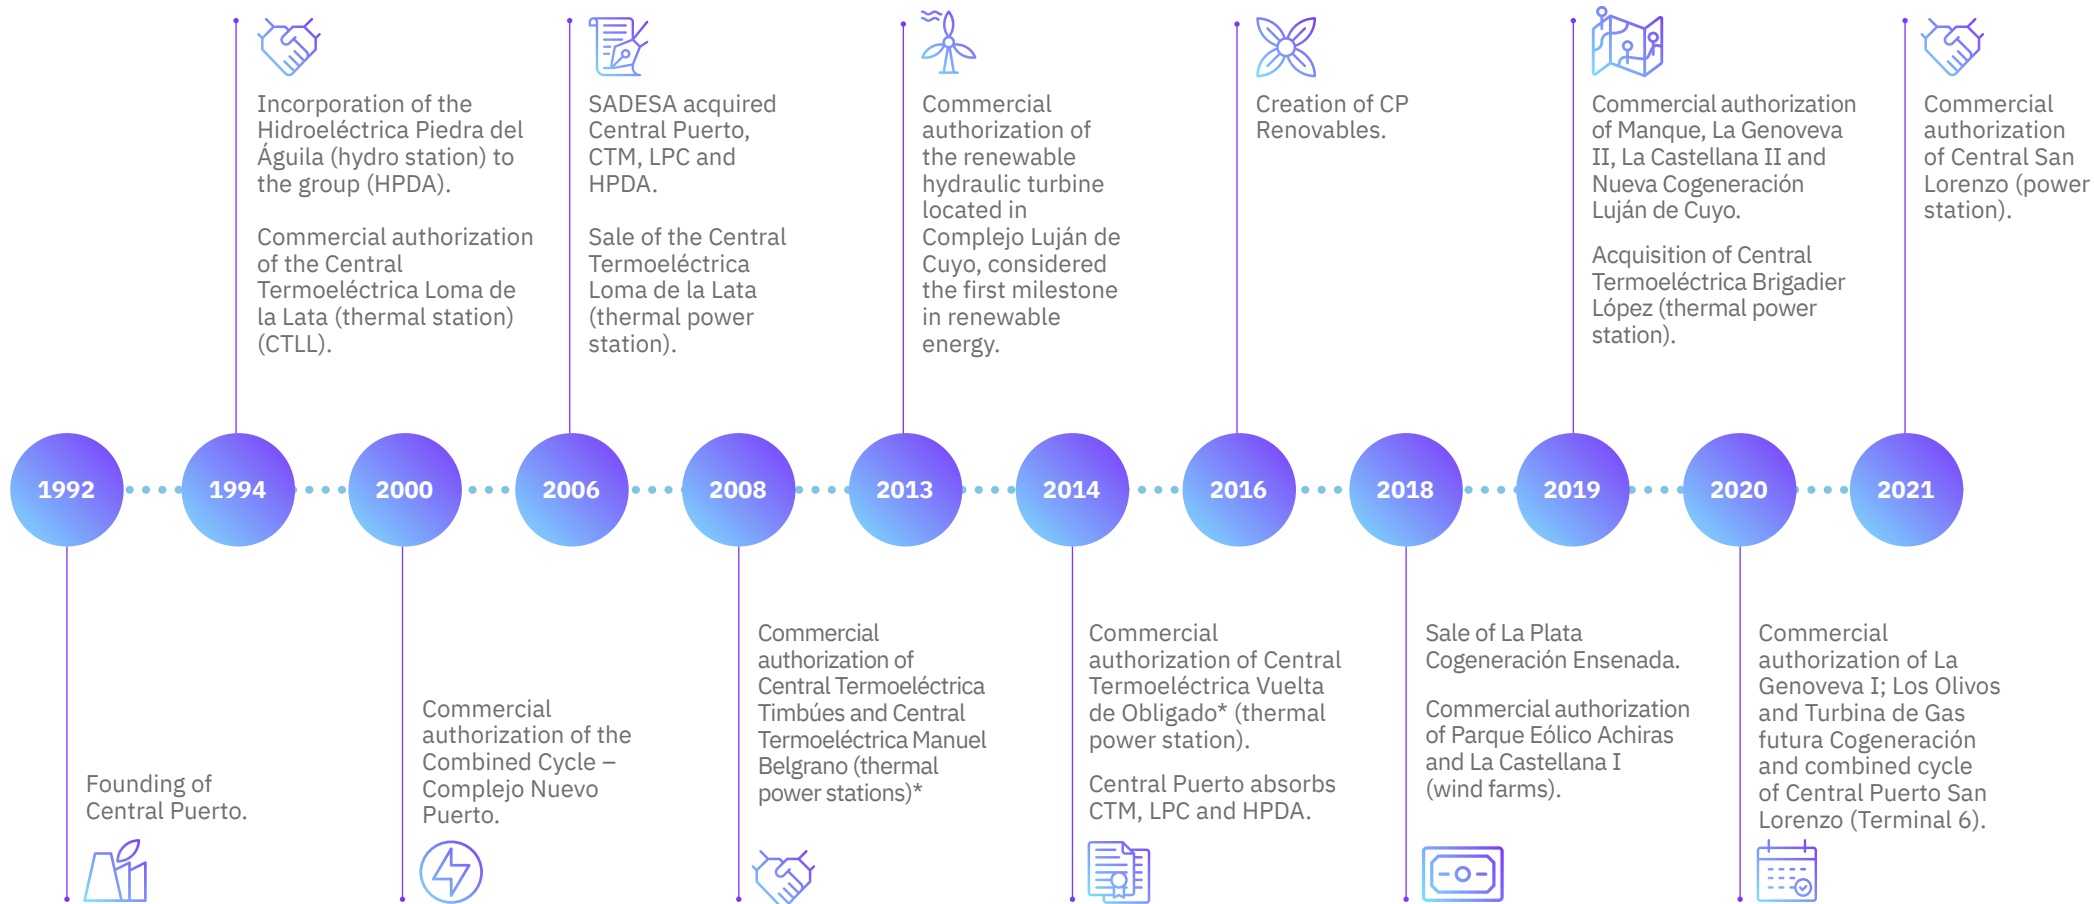 Incorporation of the
Hidroeléctrica Piedra del
Águila (hydro station) to
the group (HPDA).
Commercial authorization
of the Central
Termoeléctrica Loma de
la Lata (thermal station)
(CTLL).
SADESA acquired
Central Puerto,
CTM, LPC and
HPDA.
Sale of the Central
Termoeléctrica
Loma de la Lata
(thermal power
station).
Commercial
authorization of
the renewable
hydraulic turbine
located in
Complejo Luján de
Cuyo, considered
the first milestone
in renewable
energy.
Creation of CP
Renovables.
Commercial authorization
of Manque, La Genoveva
II, La Castellana II and
Nueva Cogeneración
Luján de Cuyo.
Acquisition of Central
Termoeléctrica Brigadier
López (thermal power
station).
Commercial
authorization
of Central San
Lorenzo (power
station).
1992
1994
2000
2006
2008
2013
2014
2016
2018
2019
2020
2021
Founding of
Central Puerto.
Commercial
authorization of the
Combined Cycle –
Complejo Nuevo
Puerto.
Commercial
authorization of
Central Termoeléctrica
Timbúes and Central
Termoeléctrica Manuel
Belgrano (thermal
power stations)*
Commercial
authorization of Central
Termoeléctrica Vuelta
de Obligado* (thermal
power station).
Central Puerto absorbs
CTM, LPC and HPDA.
Sale of La Plata
Cogeneración Ensenada.
Commercial authorization
of Parque Eólico Achiras
and La Castellana I
(wind farms).
Commercial
authorization of La
Genoveva I; Los Olivos
and Turbina de Gas
futura Cogeneración
and combined cycle
of Central Puerto San
Lorenzo (Terminal 6).